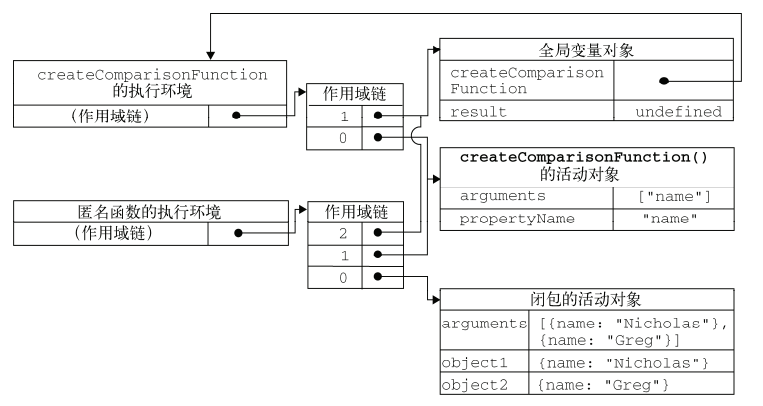 createComparisonFunction
的执行环境
(作用域链)
作用域链
1
0
全局变量对象
createComparison
Function
result undefined
createComparisonFunction()
的活动对象
arguments ["name"]
propertyName "name"
匿名函数的执行环境
(作用域链)
作用域链
2
1
0
闭包的活动对象
arguments [{name: "Nicholas"},
{name: "Greg"}]
object1 {name: "Nicholas"}
object2 {name: "Greg"}